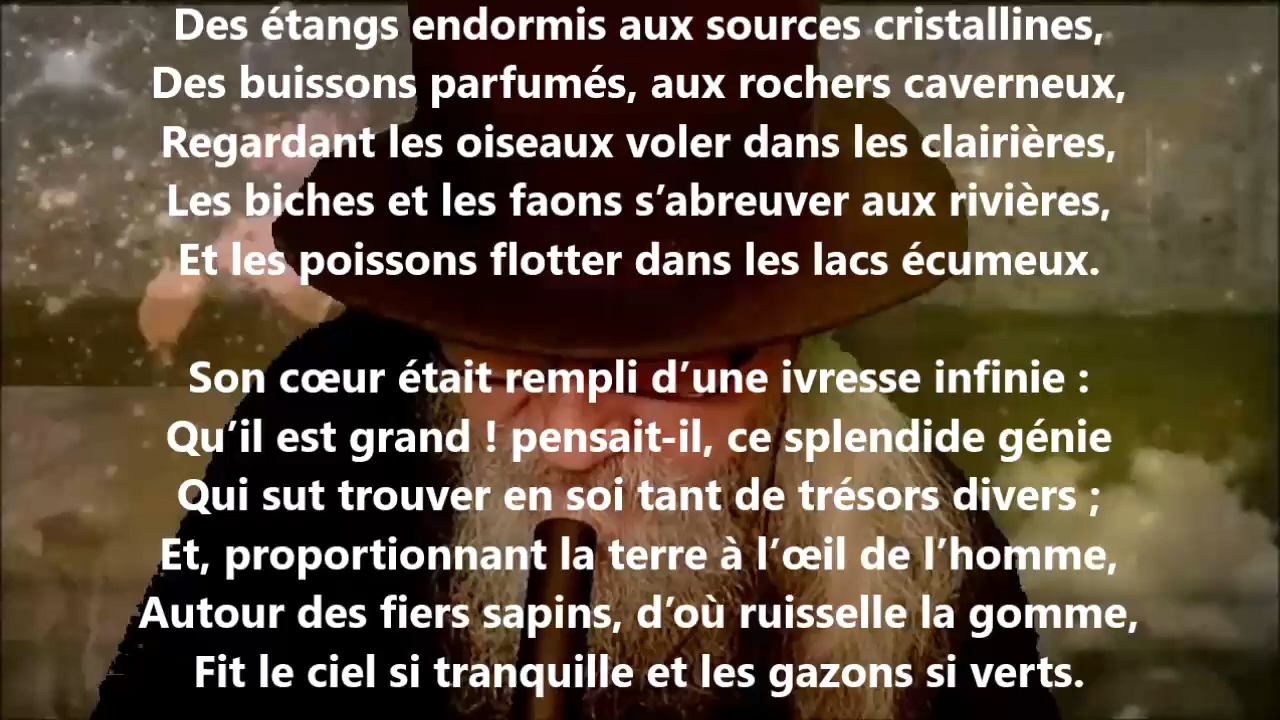 Des étangs endormis aux sources cristallines,
Des buissons parfumés, aux rochers caverneux,
Regardant les oiseaux voler dans les clairières,
Les biches et les faons s’abreuver aux rivières,
Et les poissons flotter dans les lacs écumeux.
Son cœur était rempli d’une ivresse infinie :
Qu’il est grand ! pensait-il, ce splendide génie
Qui sut trouver en soi tant de trésors divers ;
Et, proportionnant la terre à l’œil de l’homme,
Autour des fiers sapins, d’où ruisselle la gomme,
Fit le ciel si tranquille et les gazons si verts.